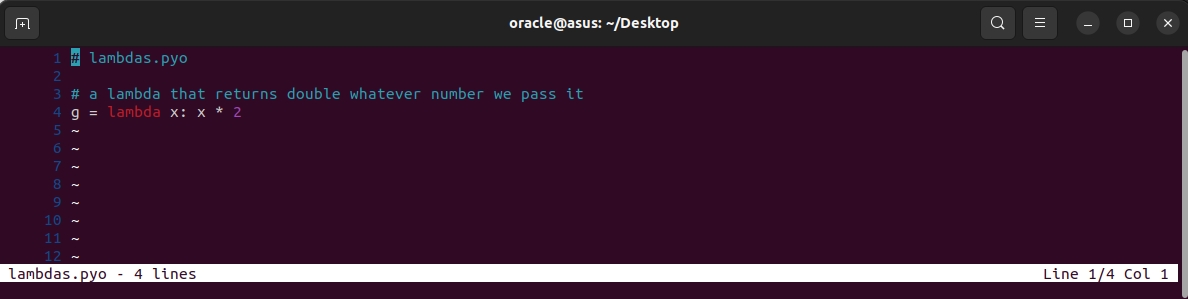 oracle@asus: ~/Desktop
1 # lambdas.pyo
2
3 # a lambda that returns double whatever number we pass it
4 g = lambda x: x * 2
5 ~
6 ~
7 ~
8 ~
9 ~
10 ~
11 ~
12 ~
lambdas.pyo - 4 lines Line 1/4 Col 1